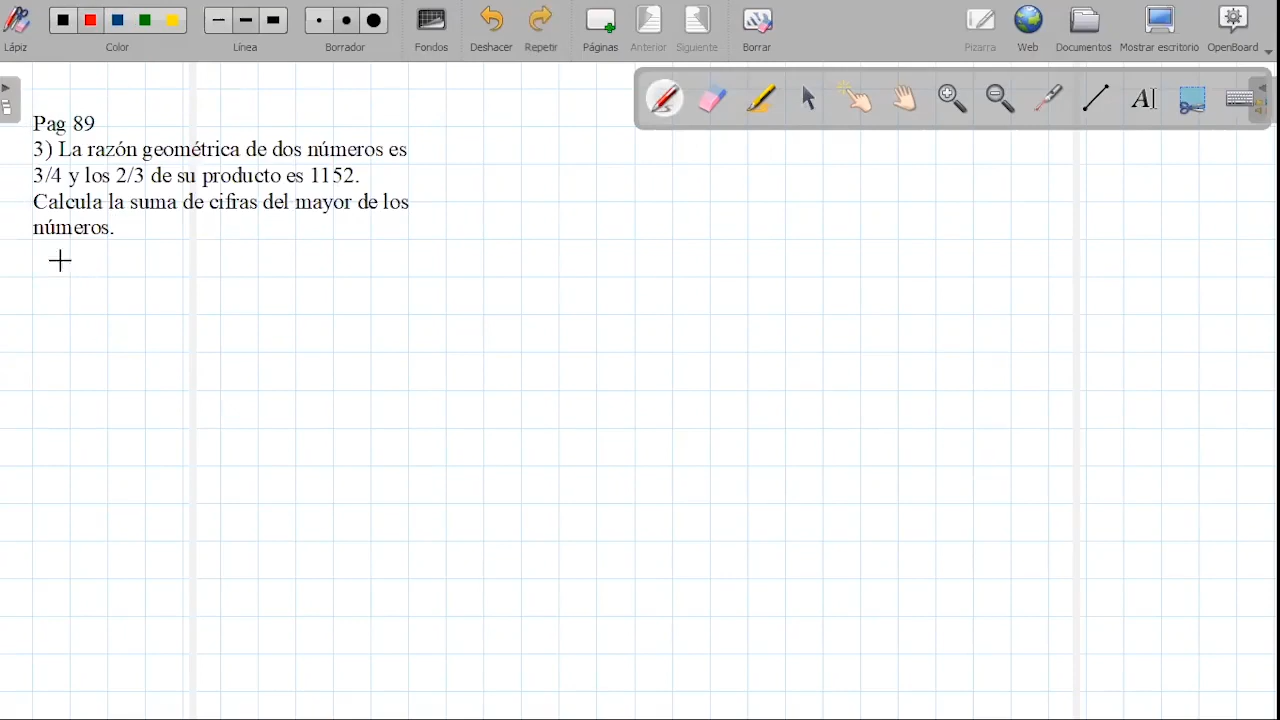 Lápiz Color Línea Borrador Fondos Deshacer Repetir Páginas Anterior Siguiente Borrar Pizarra Web Documentos Mostrar escritorio OpenBoard
A
Pag 89
3) La razón geométrica de dos números es
3/4 y los 2/3 de su producto es 1152.
Calcula la suma de cifras del mayor de los
números.